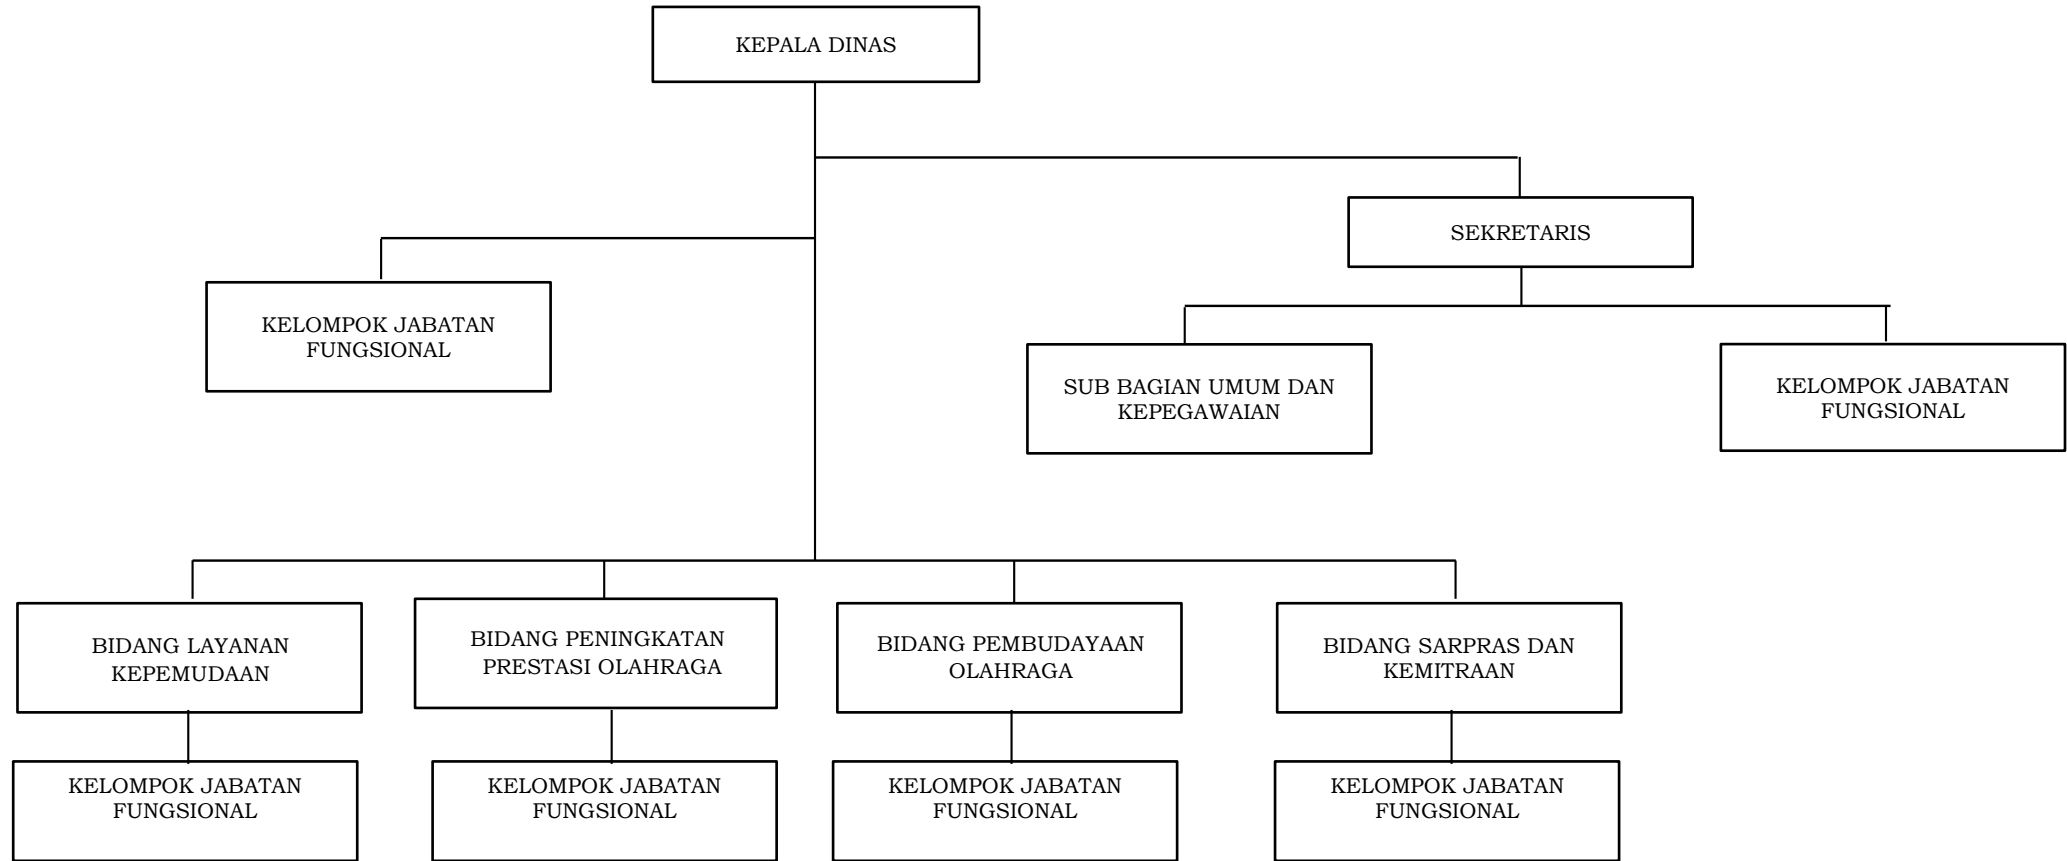 KEPALA DINAS
SEKRETARIS
KELOMPOK JABATAN
FUNGSIONAL
SUB BAGIAN UMUM DAN
KEPEGAWAIAN
KELOMPOK JABATAN
FUNGSIONAL
BIDANG LAYANAN
KEPEMUDAAN
BIDANG PENINGKATAN
PRESTASI OLAHRAGA
BIDANG PEMBUDAYAAN
OLAHRAGA
BIDANG SARPRAS DAN
KEMITRAAN
KELOMPOK JABATAN
FUNGSIONAL
KELOMPOK JABATAN
FUNGSIONAL
KELOMPOK JABATAN
FUNGSIONAL
KELOMPOK JABATAN
FUNGSIONAL